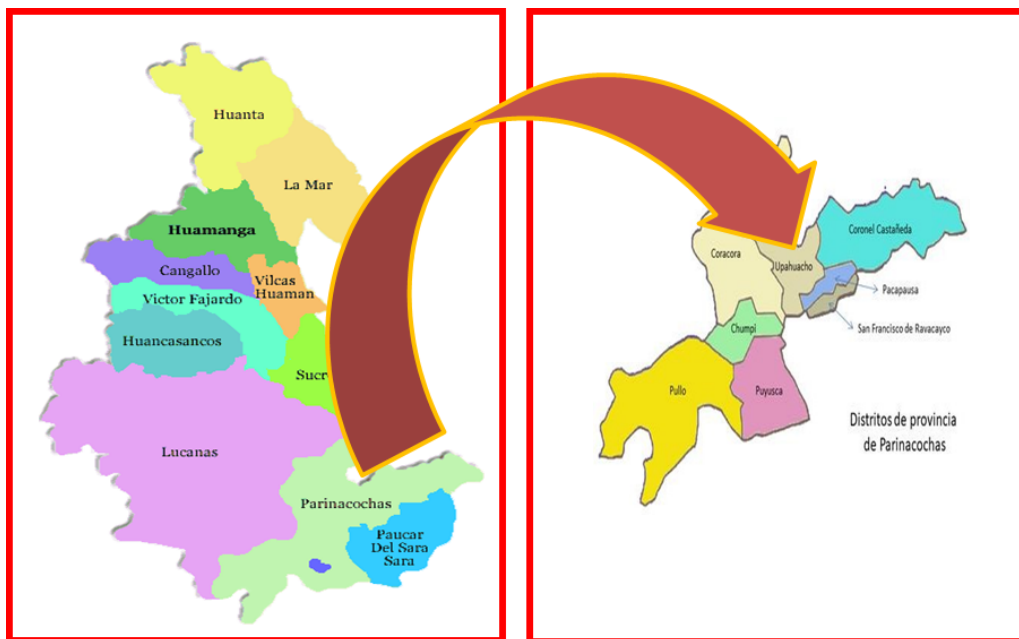 Huanta
La Mar
Huamanga
Cangallo
Vilcas
Huaman
Victor Fajardo
Huancasancos
Sucr
Lucanas
Parinacochas
Paucar
Del Sara
Sara
Coronel Castañeda
Coracora
Upahuacho
Pacapausa
San Francisco de Ravacayco
Chumpi
Pullo
Puyusca
Distritos de provincia
de Parinacochas